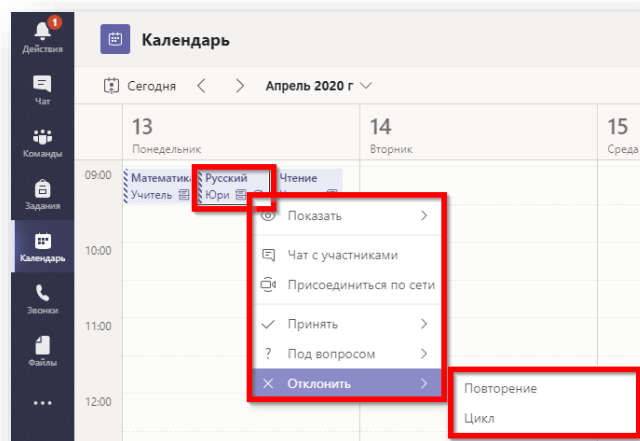 1
Действия
Чат
Команды
Задания
Календарь
Звонки
Файлы
Календарь
Сегодня
Апрель 2020 г
13
Понедельник
14
Вторник
15
Среда
09:00
10:00
11:00
12:00
Математика
Учитель
Русский
Юри
Чтение
Показать
Чат с участниками
Присоединиться по сети
Принять
? Под вопросом
Отклонить
Повторение
Цикл